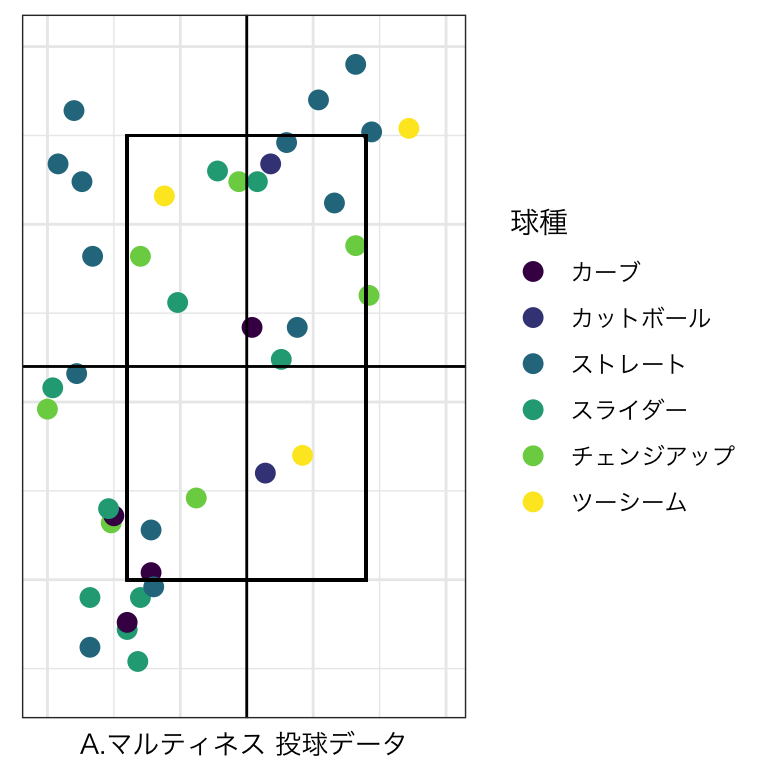 球種
カーブ
カットボール
ストレート
スライダー
チェンジアップ
ツーシーム
A.マルティネス 投球データ